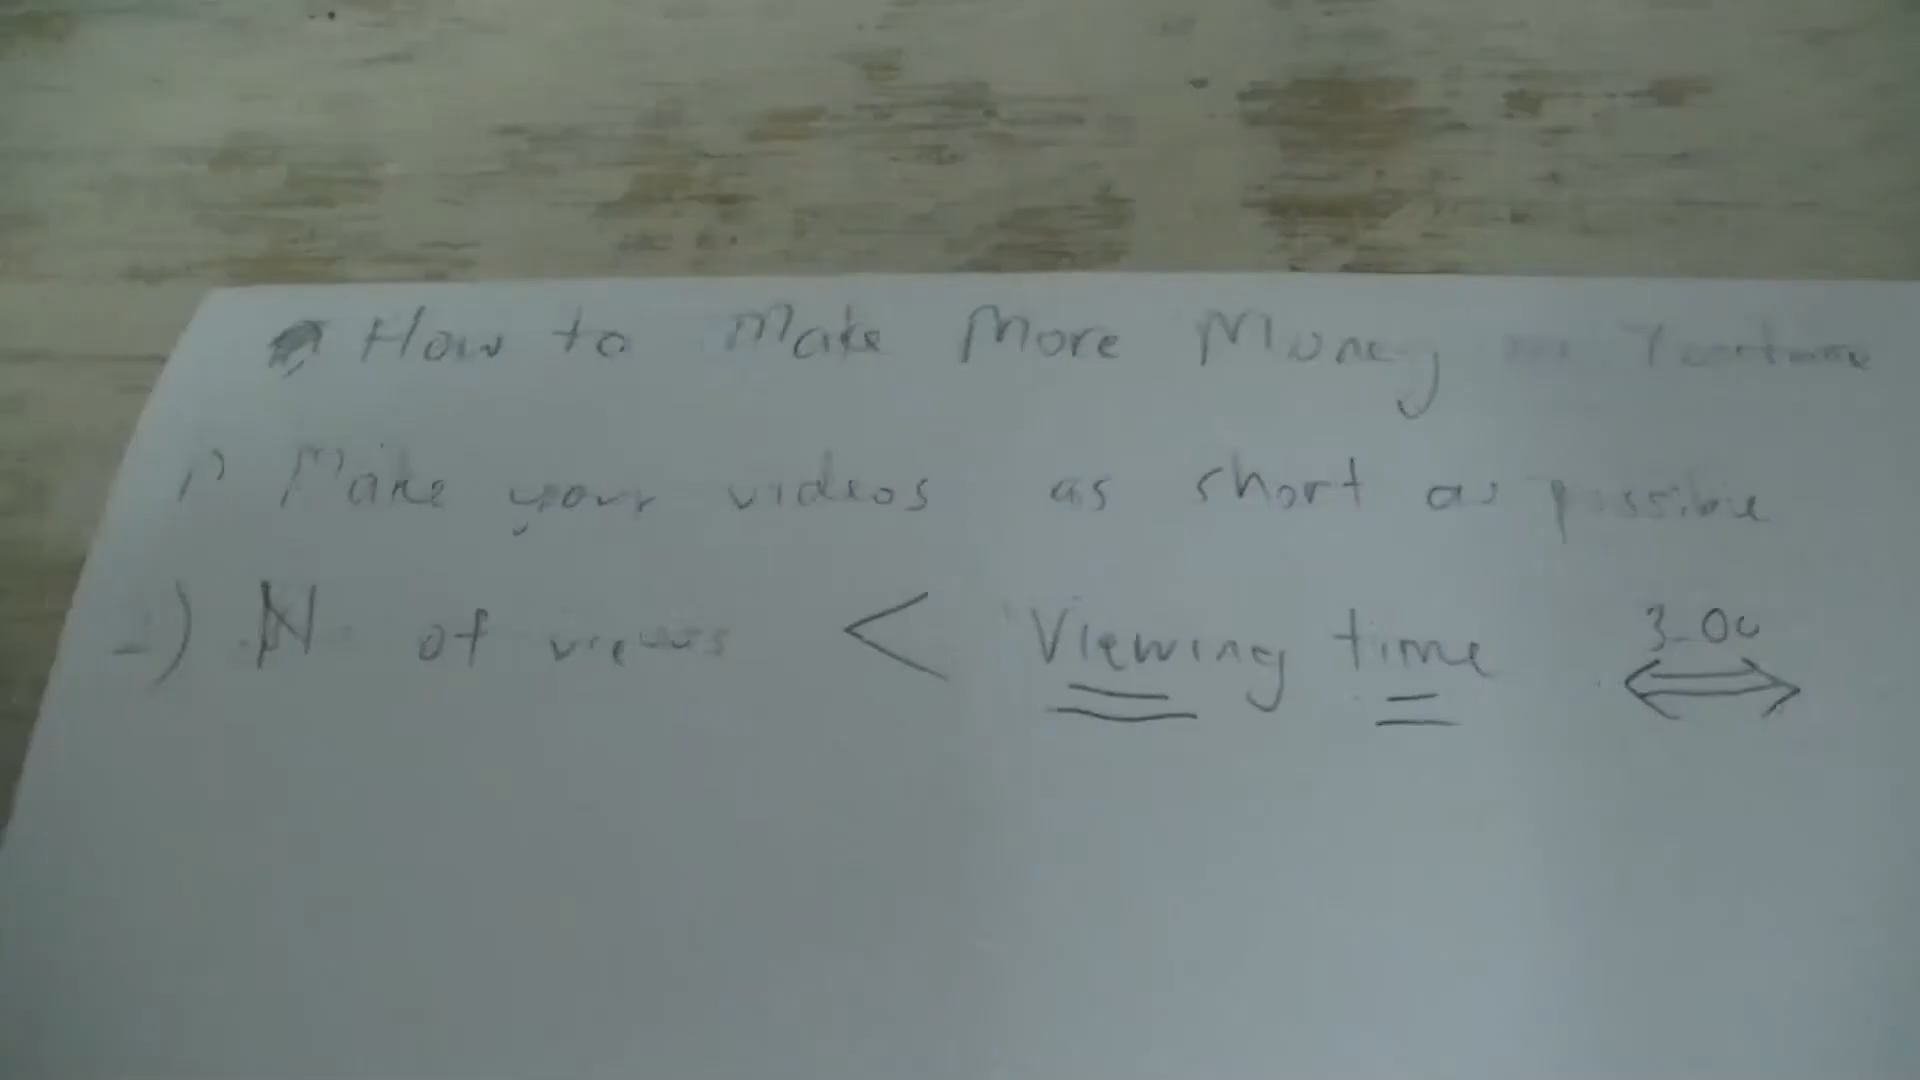 How to Make More Money
1) Make your videos as short as possible
2) N of views < Viewing time 3-00